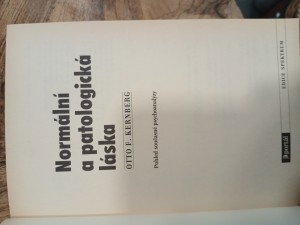 Normální
a patologická
láska
OTTO F. KERNBERG
Pohled současné psychoanalýzy
portál
EDICE SPEKTRUM